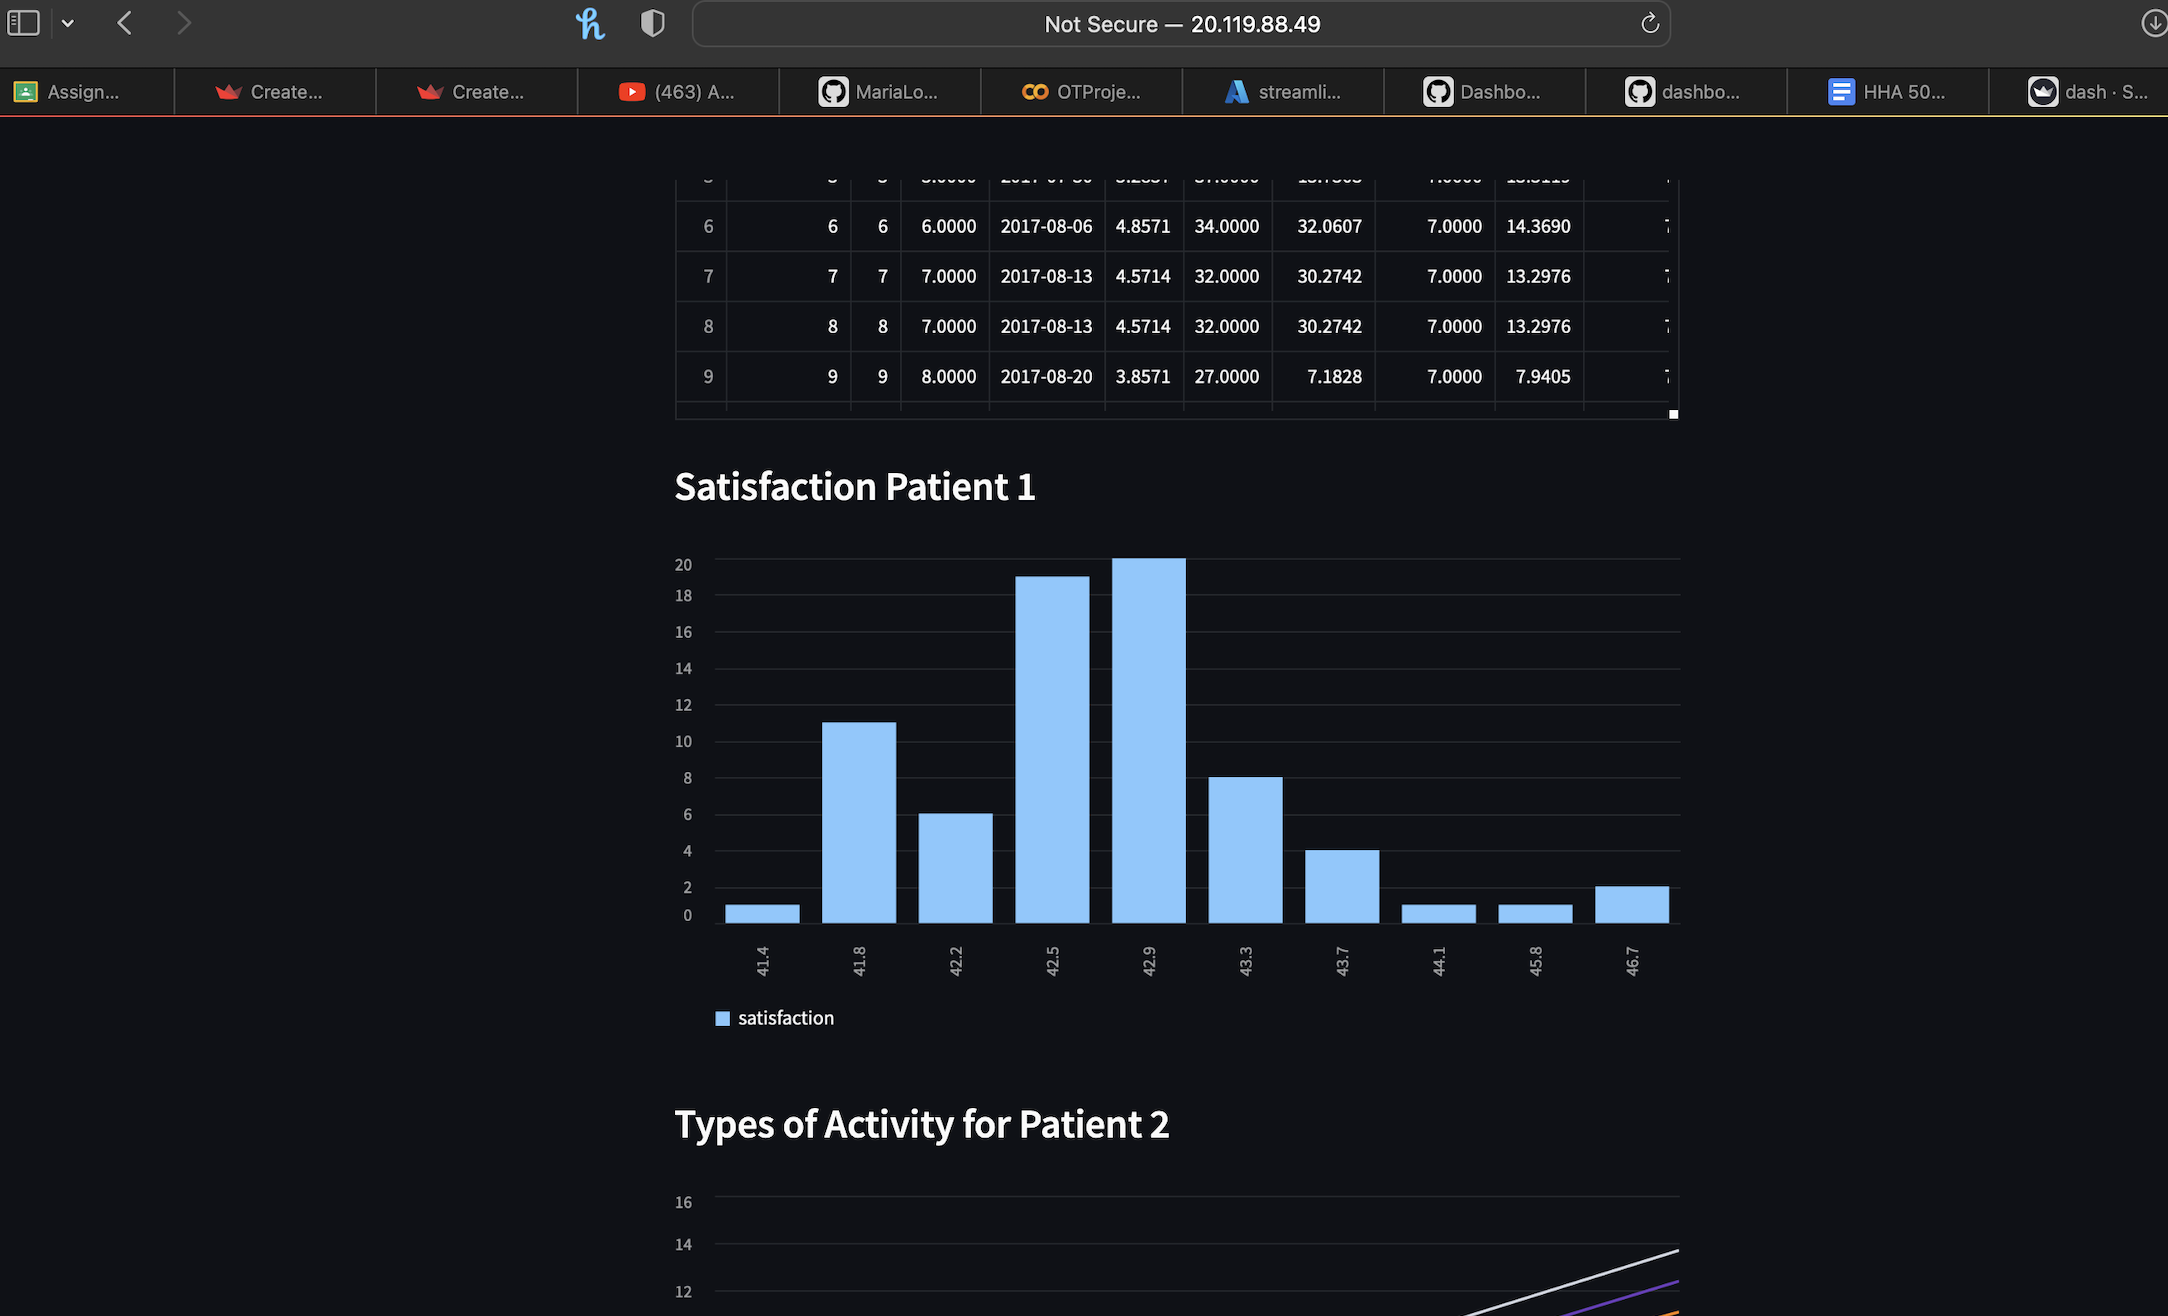 Not Secure — 20.119.88.49
Assign... Create... Create... (463) A... MariaLo... OTProje... streamli... Dashbo... dashbo... HHA 50... dash · S...
6 6 6 6.0000 2017-08-06 4.8571 34.0000 32.0607 7.0000 14.3690
7 7 7 7.0000 2017-08-13 4.5714 32.0000 30.2742 7.0000 13.2976
8 8 8 7.0000 2017-08-13 4.5714 32.0000 30.2742 7.0000 13.2976
9 9 9 8.0000 2017-08-20 3.8571 27.0000 7.1828 7.0000 7.9405
Satisfaction Patient 1
20
18
16
14
12
10
8
6
4
2
0
41.4 41.8 42.2 42.5 42.9 43.3 43.7 44.1 45.8 46.7
satisfaction
Types of Activity for Patient 2
16
14
12